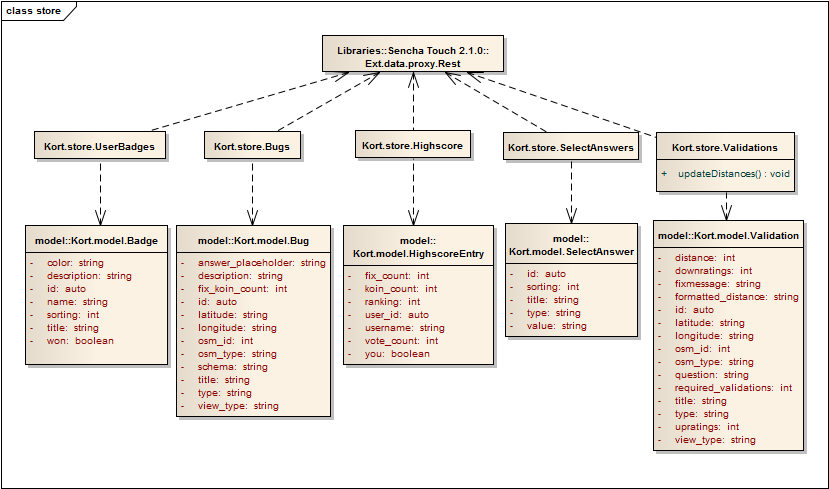 class store
Libraries::Sencha Touch 2.1.0::
Ext.data.proxy.Rest
Kort.store.UserBadges
Kort.store.Bugs
Kort.store.Highscore
Kort.store.SelectAnswers
Kort.store.Validations
+ updateDistances() : void
model::Kort.model.Badge
- color: string
- description: string
- id: auto
- name: string
- sorting: int
- title: string
- won: boolean
model::Kort.model.Bug
- answer_placeholder: string
- description: string
- fix_koin_count: int
- id: auto
- latitude: string
- longitude: string
- osm_id: int
- osm_type: string
- schema: string
- title: string
- type: string
- view_type: string
model::
Kort.model.HighscoreEntry
- fix_count: int
- koin_count: int
- ranking: int
- user_id: auto
- username: string
- vote_count: int
- you: boolean
model::
Kort.model.SelectAnswer
- id: auto
- sorting: int
- title: string
- type: string
- value: string
model::Kort.model.Validation
- distance: int
- downratings: int
- fixmessage: string
- formatted_distance: string
- id: auto
- latitude: string
- longitude: string
- osm_id: int
- osm_type: string
- question: string
- required_validations: int
- title: string
- type: string
- upratings: int
- view_type: string